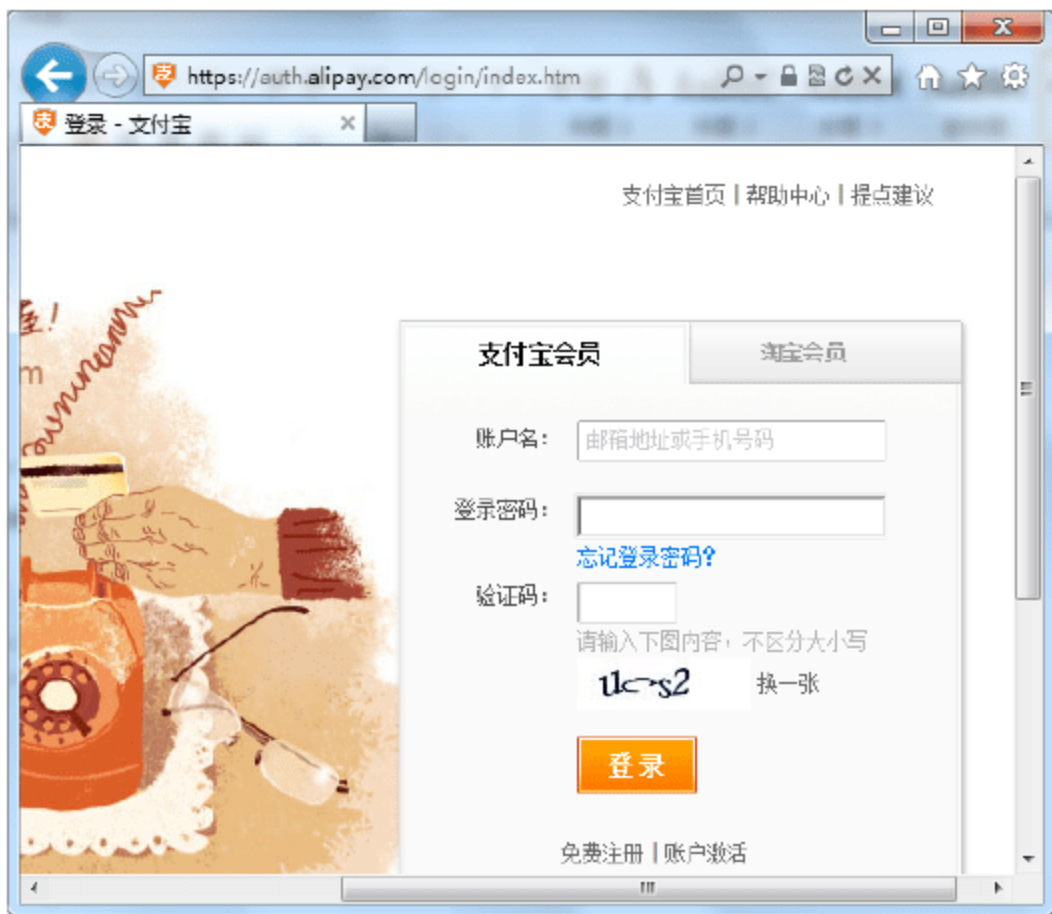 https://auth.alipay.com/login/index.htm
登录 - 支付宝
支付宝首页 | 帮助中心 | 提点建议
支付宝会员
淘宝会员
账户名：
邮箱地址或手机号码
登录密码：
忘记登录密码?
验证码：
请输入下图内容，不区分大小写
换一张
登录
免费注册 | 账户激活